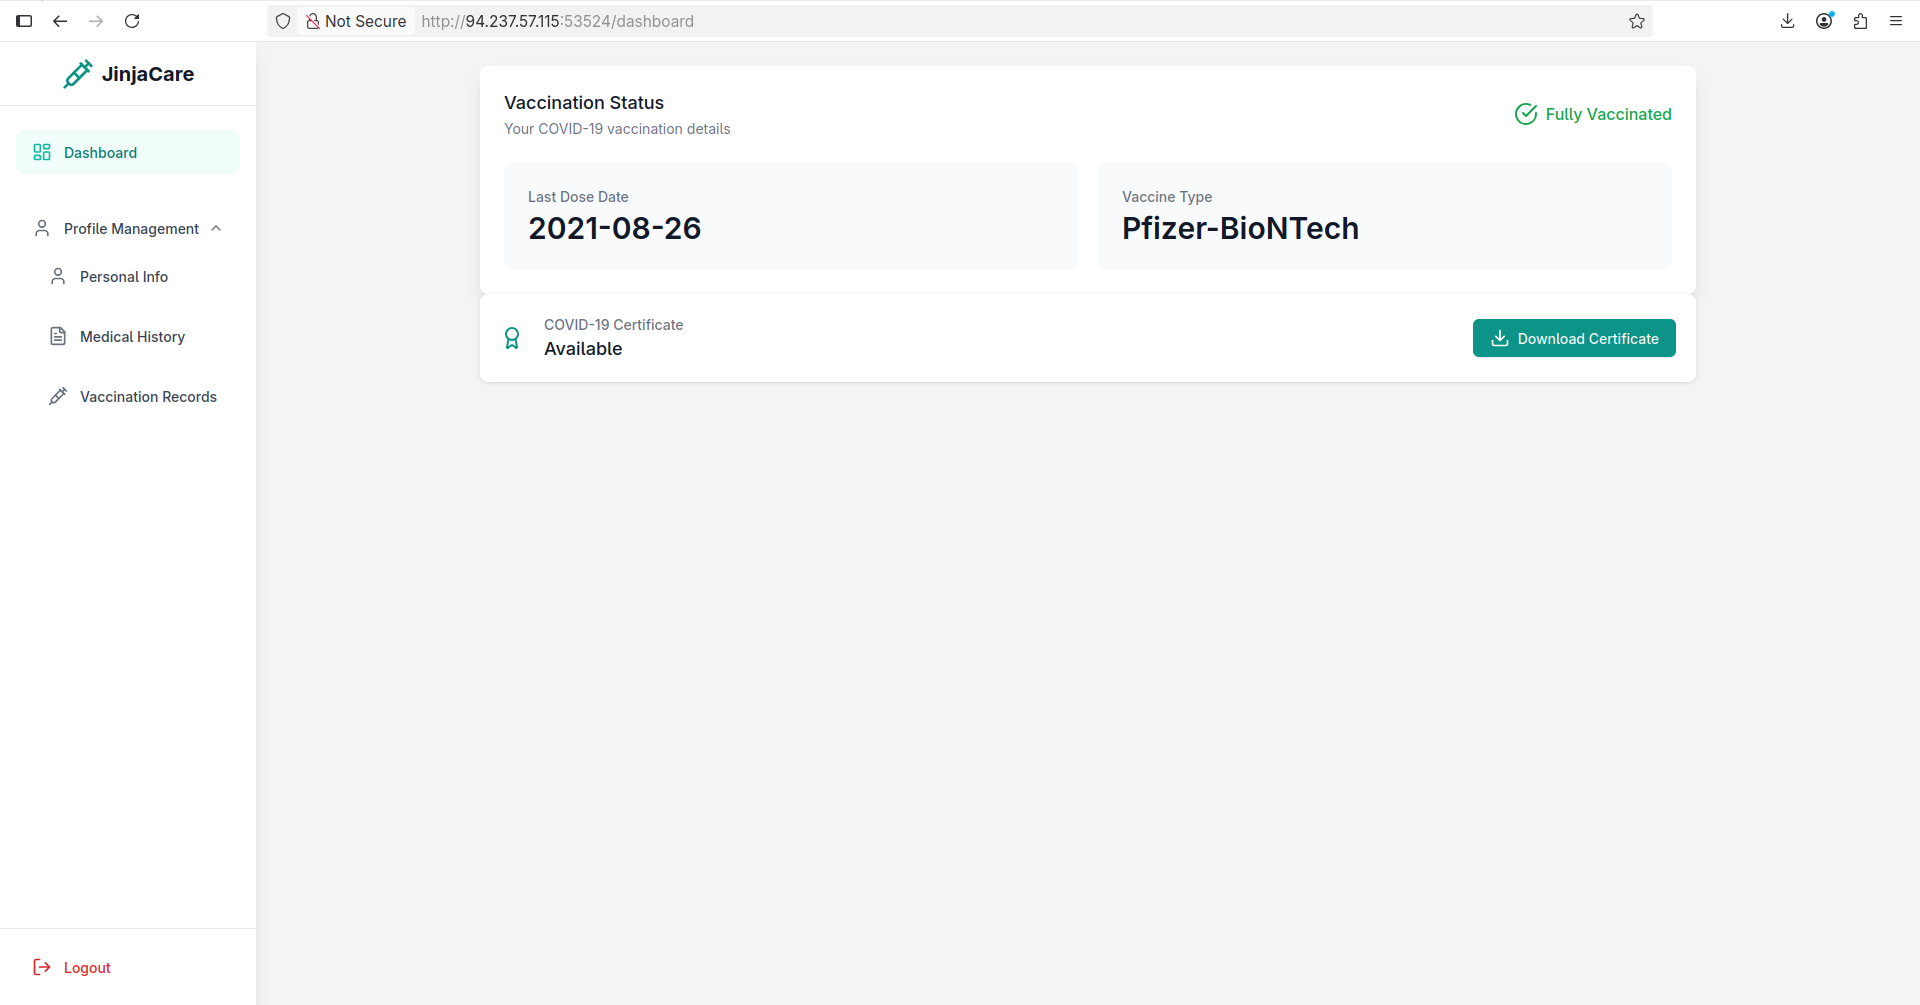 Not Secure http://94.237.57.115:53524/dashboard
JinjaCare
Dashboard
Profile Management
Personal Info
Medical History
Vaccination Records
Logout
Vaccination Status
Your COVID-19 vaccination details
Fully Vaccinated
Last Dose Date
2021-08-26
Vaccine Type
Pfizer-BioNTech
COVID-19 Certificate
Available
Download Certificate